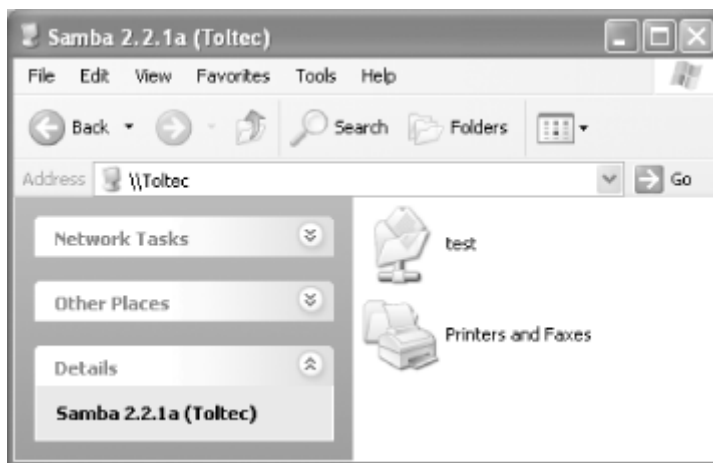 Samba 2.2.1a (Toltec)
File Edit View Favorites Tools Help
Back Search Folders
Address \\Toltec Go
Network Tasks
Other Places
Details
Samba 2.2.1a (Toltec)
test
Printers and Faxes